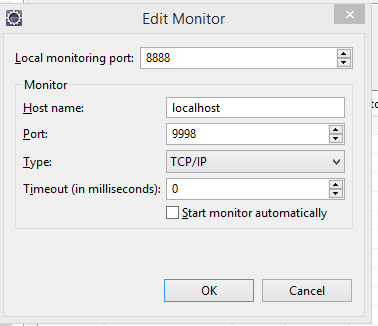 Edit Monitor
Local monitoring port: 8888
Monitor
Host name: localhost
Port: 9998
Type: TCP/IP
Timeout (in milliseconds): 0
Start monitor automatically
OK Cancel